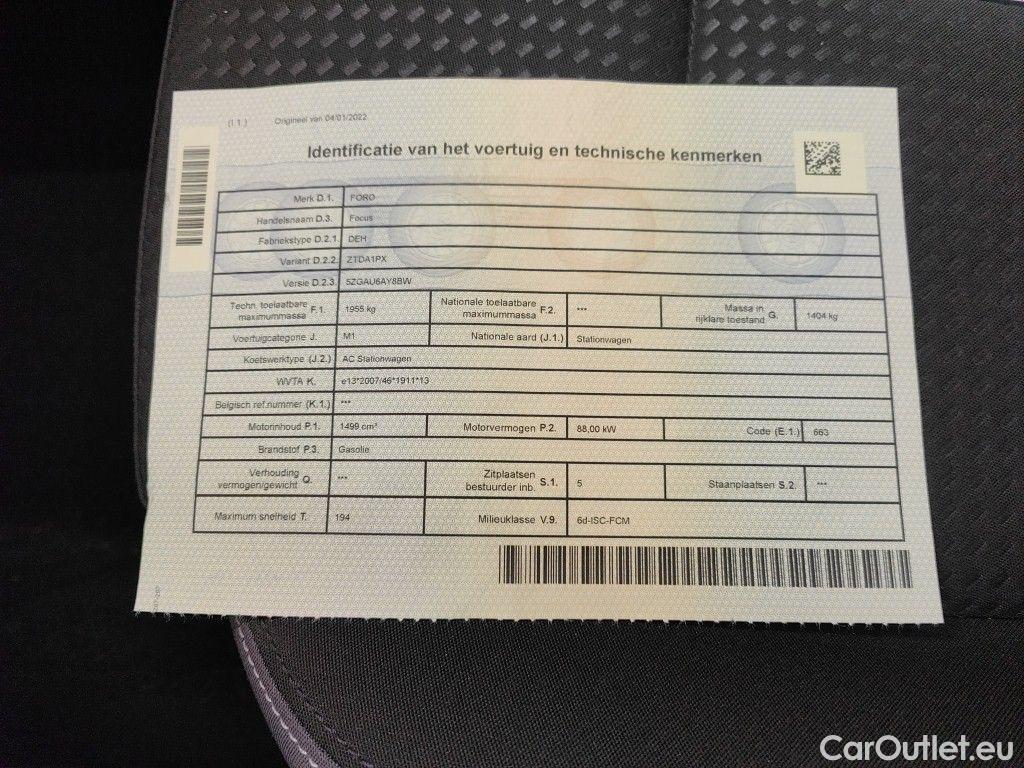 (I.1.) Origineel van 04/01/2022
Identificatie van het voertuig en technische kenmerken
Merk D.1. FORD
Handelsnaam D.3. Focus
Fabriekstype D.2.1. DEH
Variant D.2.2. ZTDA1PX
Versie D.2.3. 5ZGAU6AY8BW
Techn. toelaatbare maximummassa F.1. 1955 kg Nationale toelaatbare maximummassa F.2. *** Massa in rijklare toestand G. 1404 kg
Voertuigcategorie J. M1 Nationale aard (J.1.) Stationwagen
Koetswerktype (J.2.) AC Stationwagen
WVTA K. e13*2007/46*1911*13
Belgisch ref.nummer (K.1.) ***
Motorinhoud P.1. 1499 cm³ Motorvermogen P.2. 88,00 kW Code (E.1.) 663
Brandstof P.3. Gasolie
Verhouding vermogen/gewicht Q. *** Zitplaatsen bestuurder inb. S.1. 5 Staanplaatsen S.2. ***
Maximum snelheid T. 194 Milieuklasse V.9. 6d-ISC-FCM
CarOutlet.eu